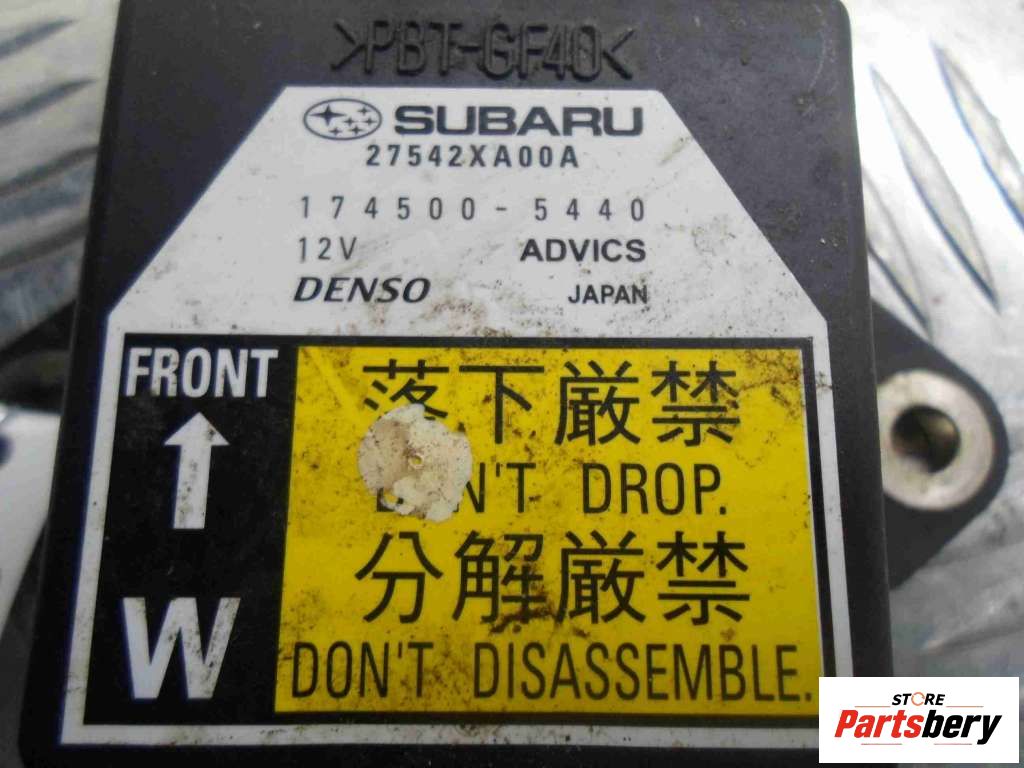 >PBT-GF40<
SUBARU
27542XA00A
174500-5440
12V ADVICS
DENSO JAPAN
FRONT
落下厳禁
DON'T DROP.
分解厳禁
W
DON'T DISASSEMBLE.
STORE
Partsbery